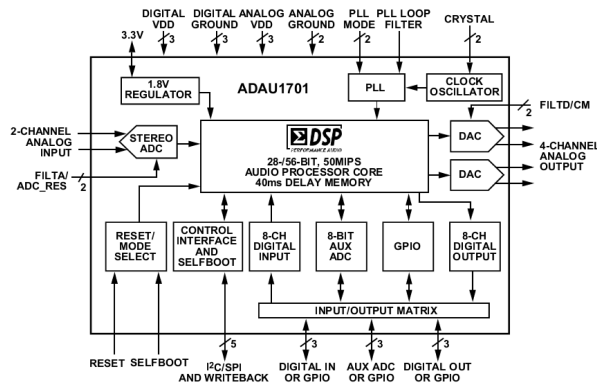 DIGITAL VDD
DIGITAL GROUND
ANALOG VDD
ANALOG GROUND
PLL MODE
PLL LOOP FILTER
CRYSTAL
3.3V
3
3
3
3
2
2
1.8V REGULATOR
ADAU1701
PLL
CLOCK OSCILLATOR
FILTD/CM
2
2-CHANNEL ANALOG INPUT
STEREO ADC
FILTA/ ADC_RES
2
ΣDSP
PERFORMANCE AUDIO
28-/56-BIT, 50MIPS
AUDIO PROCESSOR CORE
40ms DELAY MEMORY
DAC
DAC
4-CHANNEL ANALOG OUTPUT
RESET/ MODE SELECT
CONTROL INTERFACE AND SELFBOOT
8-CH DIGITAL INPUT
8-BIT AUX ADC
GPIO
8-CH DIGITAL OUTPUT
INPUT/OUTPUT MATRIX
5
3
3
3
RESET
SELFBOOT
I²C/SPI AND WRITEBACK
DIGITAL IN OR GPIO
AUX ADC OR GPIO
DIGITAL OUT OR GPIO